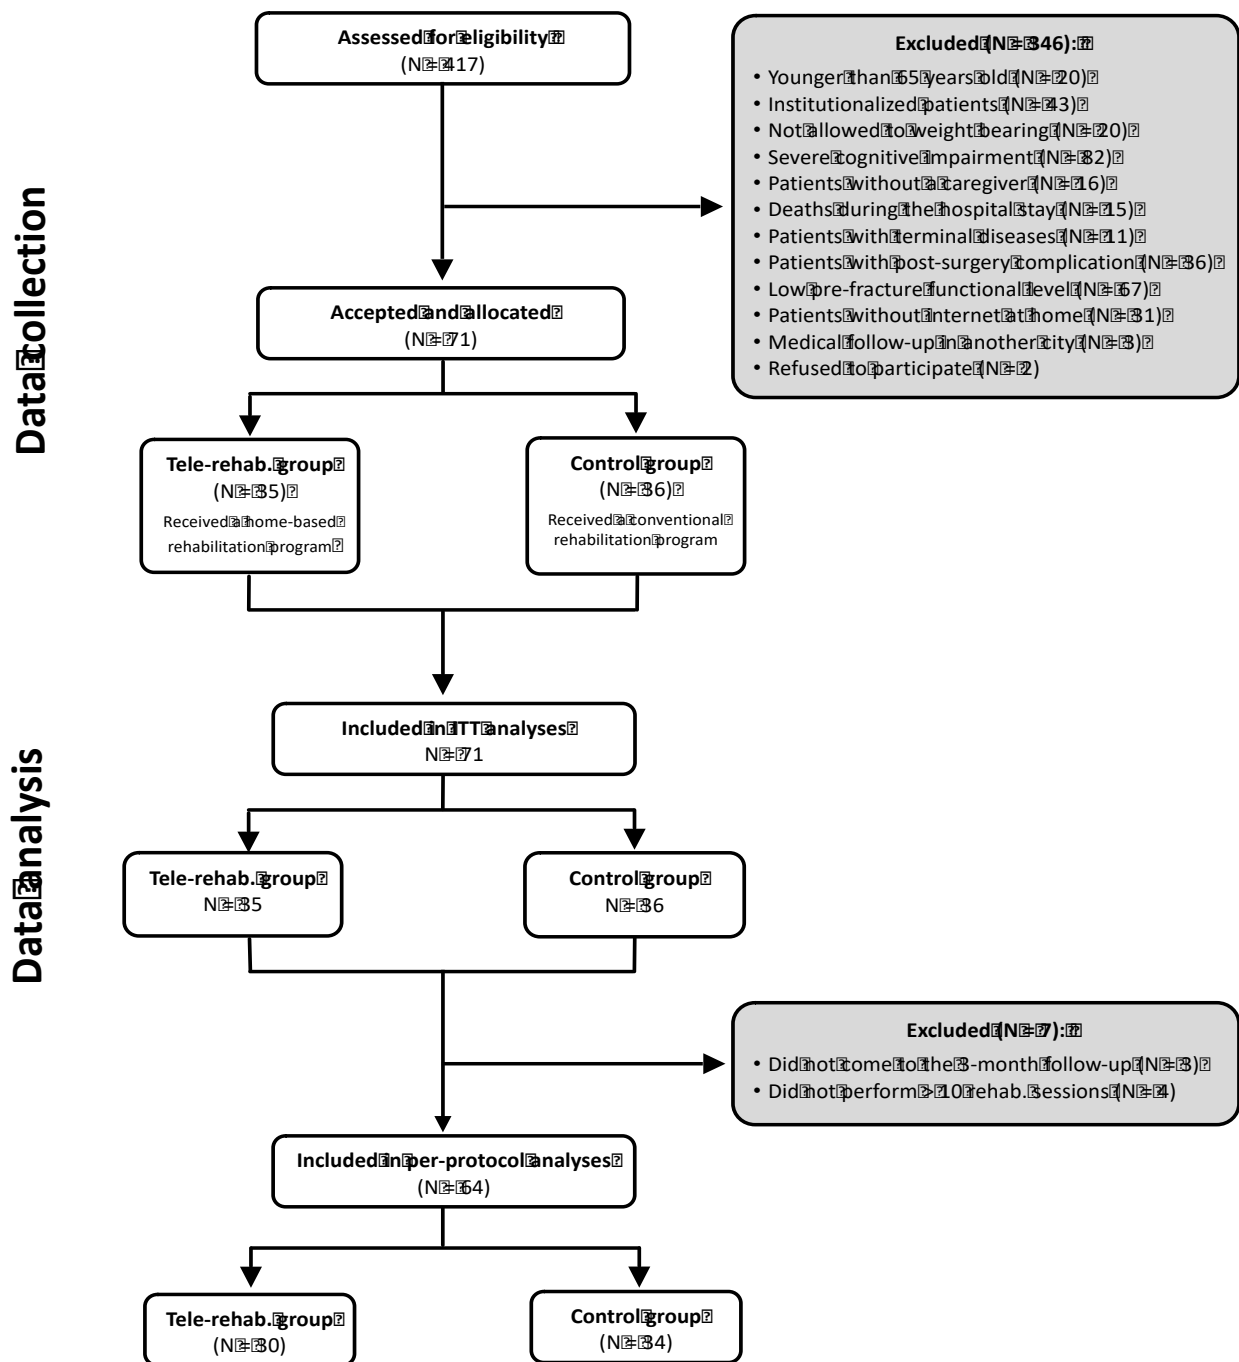 Assessed for eligibility
(N = 417)
Excluded (N = 346):
• Younger than 65 years old (N = 20)
• Institutionalized patients (N = 43)
• Not allowed to weight bearing (N = 20)
• Severe cognitive impairment (N = 82)
• Patients without a caregiver (N = 16)
• Deaths during the hospital stay (N = 15)
• Patients with terminal diseases (N = 11)
• Patients with post-surgery complication (N = 36)
• Low pre-fracture functional level (N = 67)
• Patients without internet at home (N = 31)
• Medical follow-up in another city (N = 3)
• Refused to participate (N = 2)
Data collection
Accepted and allocated
(N = 71)
Tele-rehab. group
(N = 35)
Received a home-based
rehabilitation program
Control group
(N = 36)
Received a conventional
rehabilitation program
Data analysis
Included in ITT analyses
N = 71
Tele-rehab. group
N = 35
Control group
N = 36
Excluded (N = 7):
• Did not come to the 3-month follow-up (N = 3)
• Did not perform > 10 rehab. sessions (N = 4)
Included in per-protocol analyses
(N = 64)
Tele-rehab. group
(N = 30)
Control group
(N = 34)